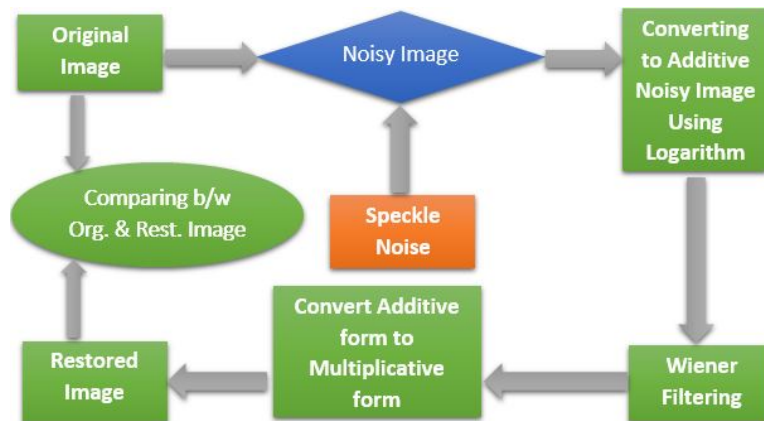 Original
Image
Noisy Image
Converting
to Additive
Noisy Image
Using
Logarithm
Comparing b/w
Org. & Rest. Image
Speckle
Noise
Convert Additive
form to
Multiplicative
form
Restored
Image
Wiener
Filtering